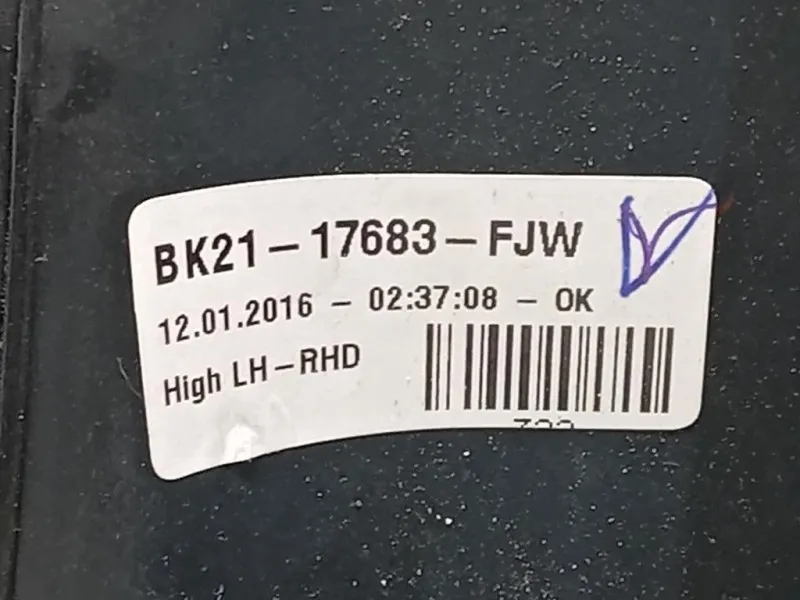 BK21-17683-FJW
12.01.2016 - 02:37:08 - OK
High LH-RHD